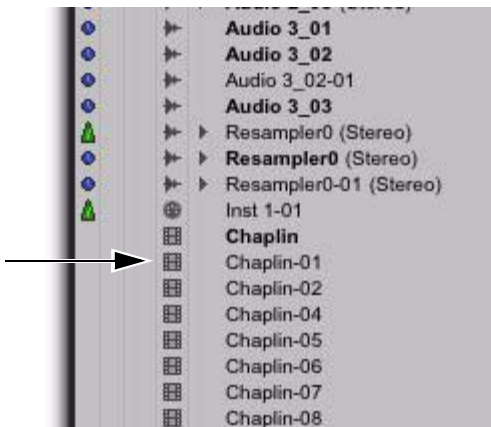 Audio 3_01
Audio 3_02
Audio 3_02-01
Audio 3_03
Resampler0 (Stereo)
Resampler0 (Stereo)
Resampler0-01 (Stereo)
Inst 1-01
Chaplin
Chaplin-01
Chaplin-02
Chaplin-04
Chaplin-05
Chaplin-06
Chaplin-07
Chaplin-08